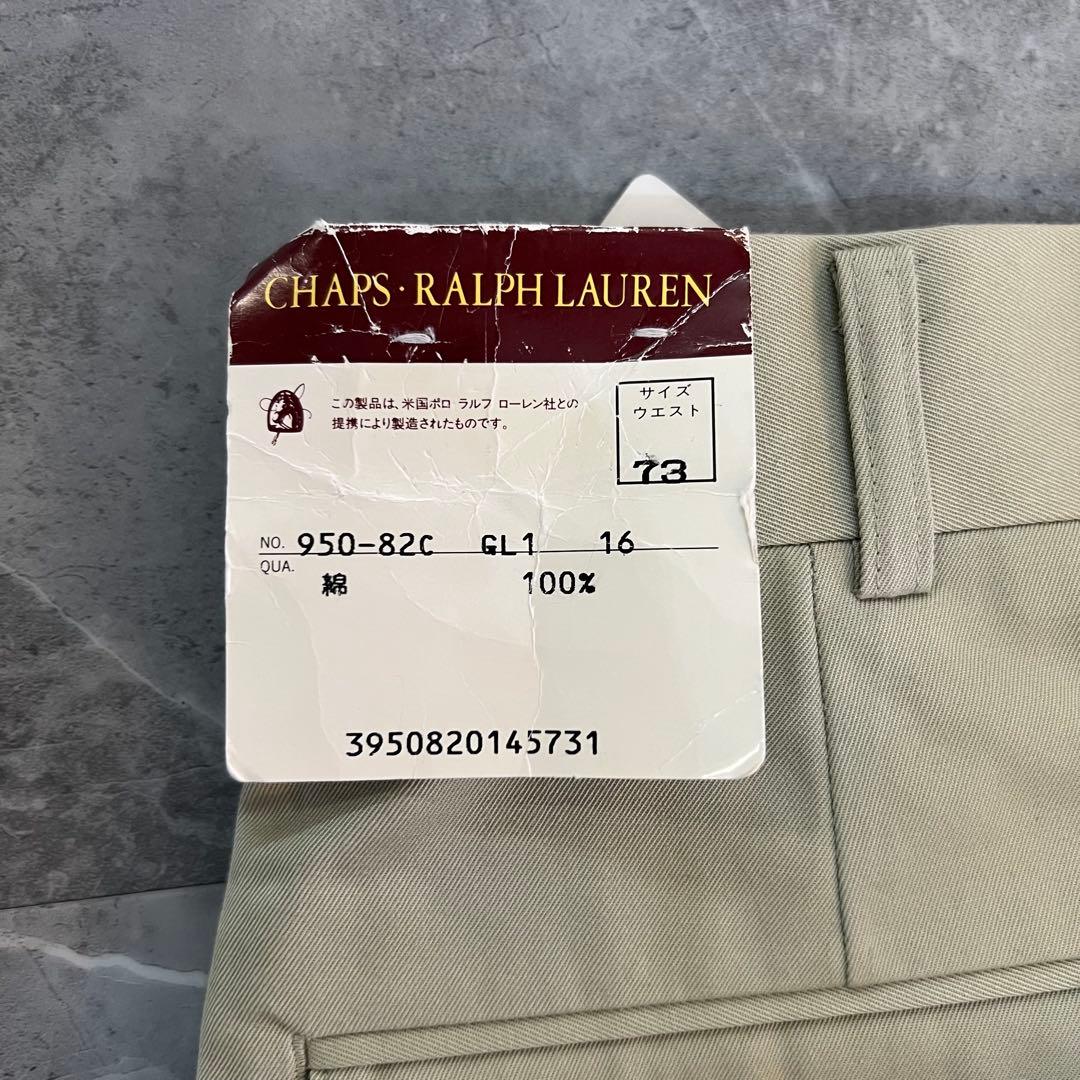 CHAPS · RALPH LAUREN
この製品は、米国ポロ ラルフ ローレン社との
提携により製造されたものです。
サイズ
ウエスト
73
NO. 950-82C GL1 16
QUA. 綿 100%
3950820145731